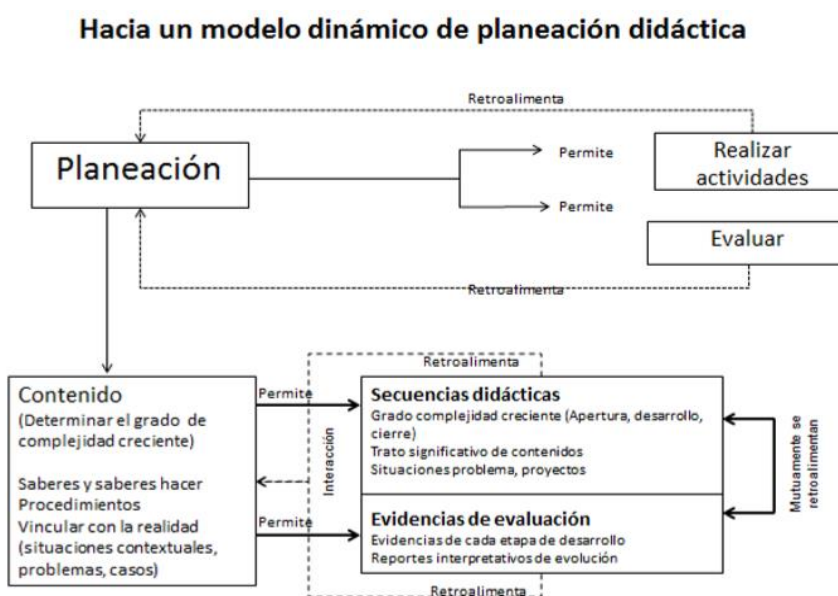 Hacia un modelo dinámico de planeación didáctica
Retroalimenta
Planeación
Permite
Realizar
actividades
Permite
Evaluar
Retroalimenta
Retroalimenta
Contenido
(Determinar el grado de
complejidad creciente)
Saberes y saberes hacer
Procedimientos
Vincular con la realidad
(situaciones contextuales,
problemas, casos)
Permite
Permite
Interacción
Secuencias didácticas
Grado complejidad creciente (Apertura, desarrollo,
cierre)
Trato significativo de contenidos
Situaciones problema, proyectos
Evidencias de evaluación
Evidencias de cada etapa de desarrollo
Reportes interpretativos de evolución
Mutuamente se
retroalimentan
Retroalimenta